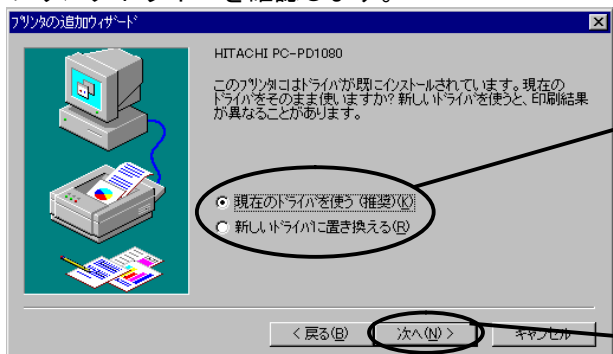 プリンタの追加ウィザード
HITACHI PC-PD1080
このプリンタにはドライバが既にインストールされています。現在の
ドライバをそのまま使いますか? 新しいドライバを使うと、印刷結果
が異なることがあります。
現在のドライバを使う (推奨)(K)
新しいドライバに置き換える(R)
< 戻る(B)
次へ(N) >
キャンセル